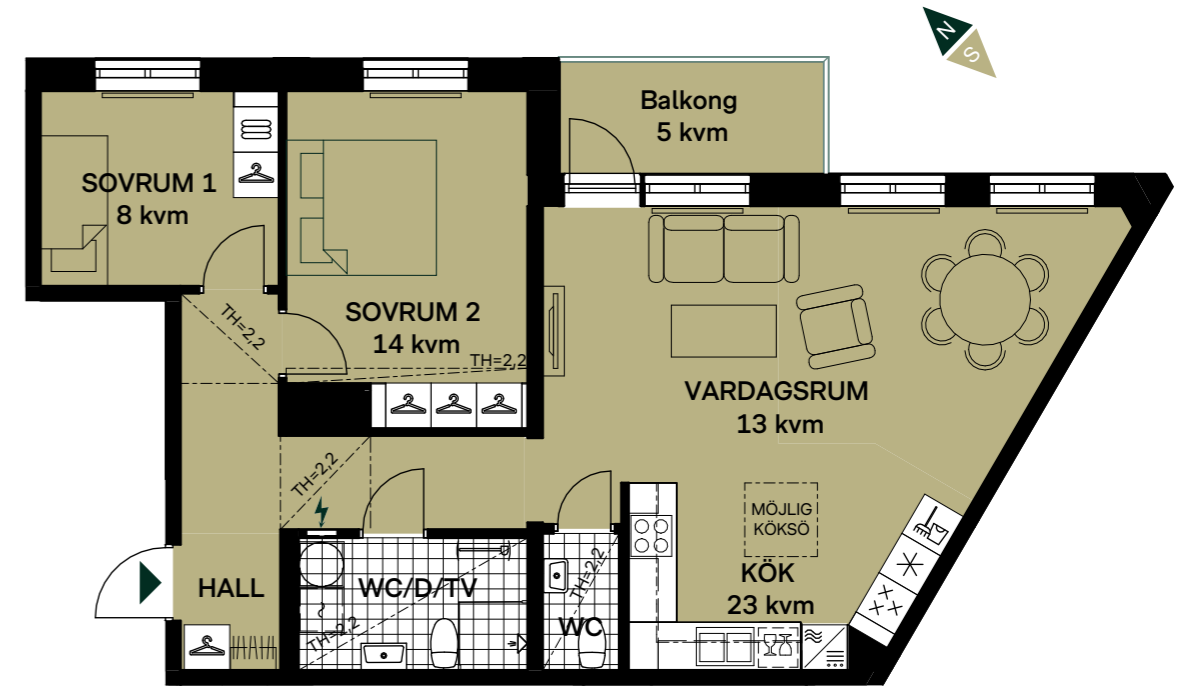 N
S
Balkong
5 kvm
SOVRUM 1
8 kvm
SOVRUM 2
14 kvm
TH=2,2
TH=2,2
VARDAGSRUM
13 kvm
TH=2,2
MÖJLIG
KÖKSÖ
KÖK
23 kvm
HALL
WC/D/TV
TH=2,2
WC
TH=2,2